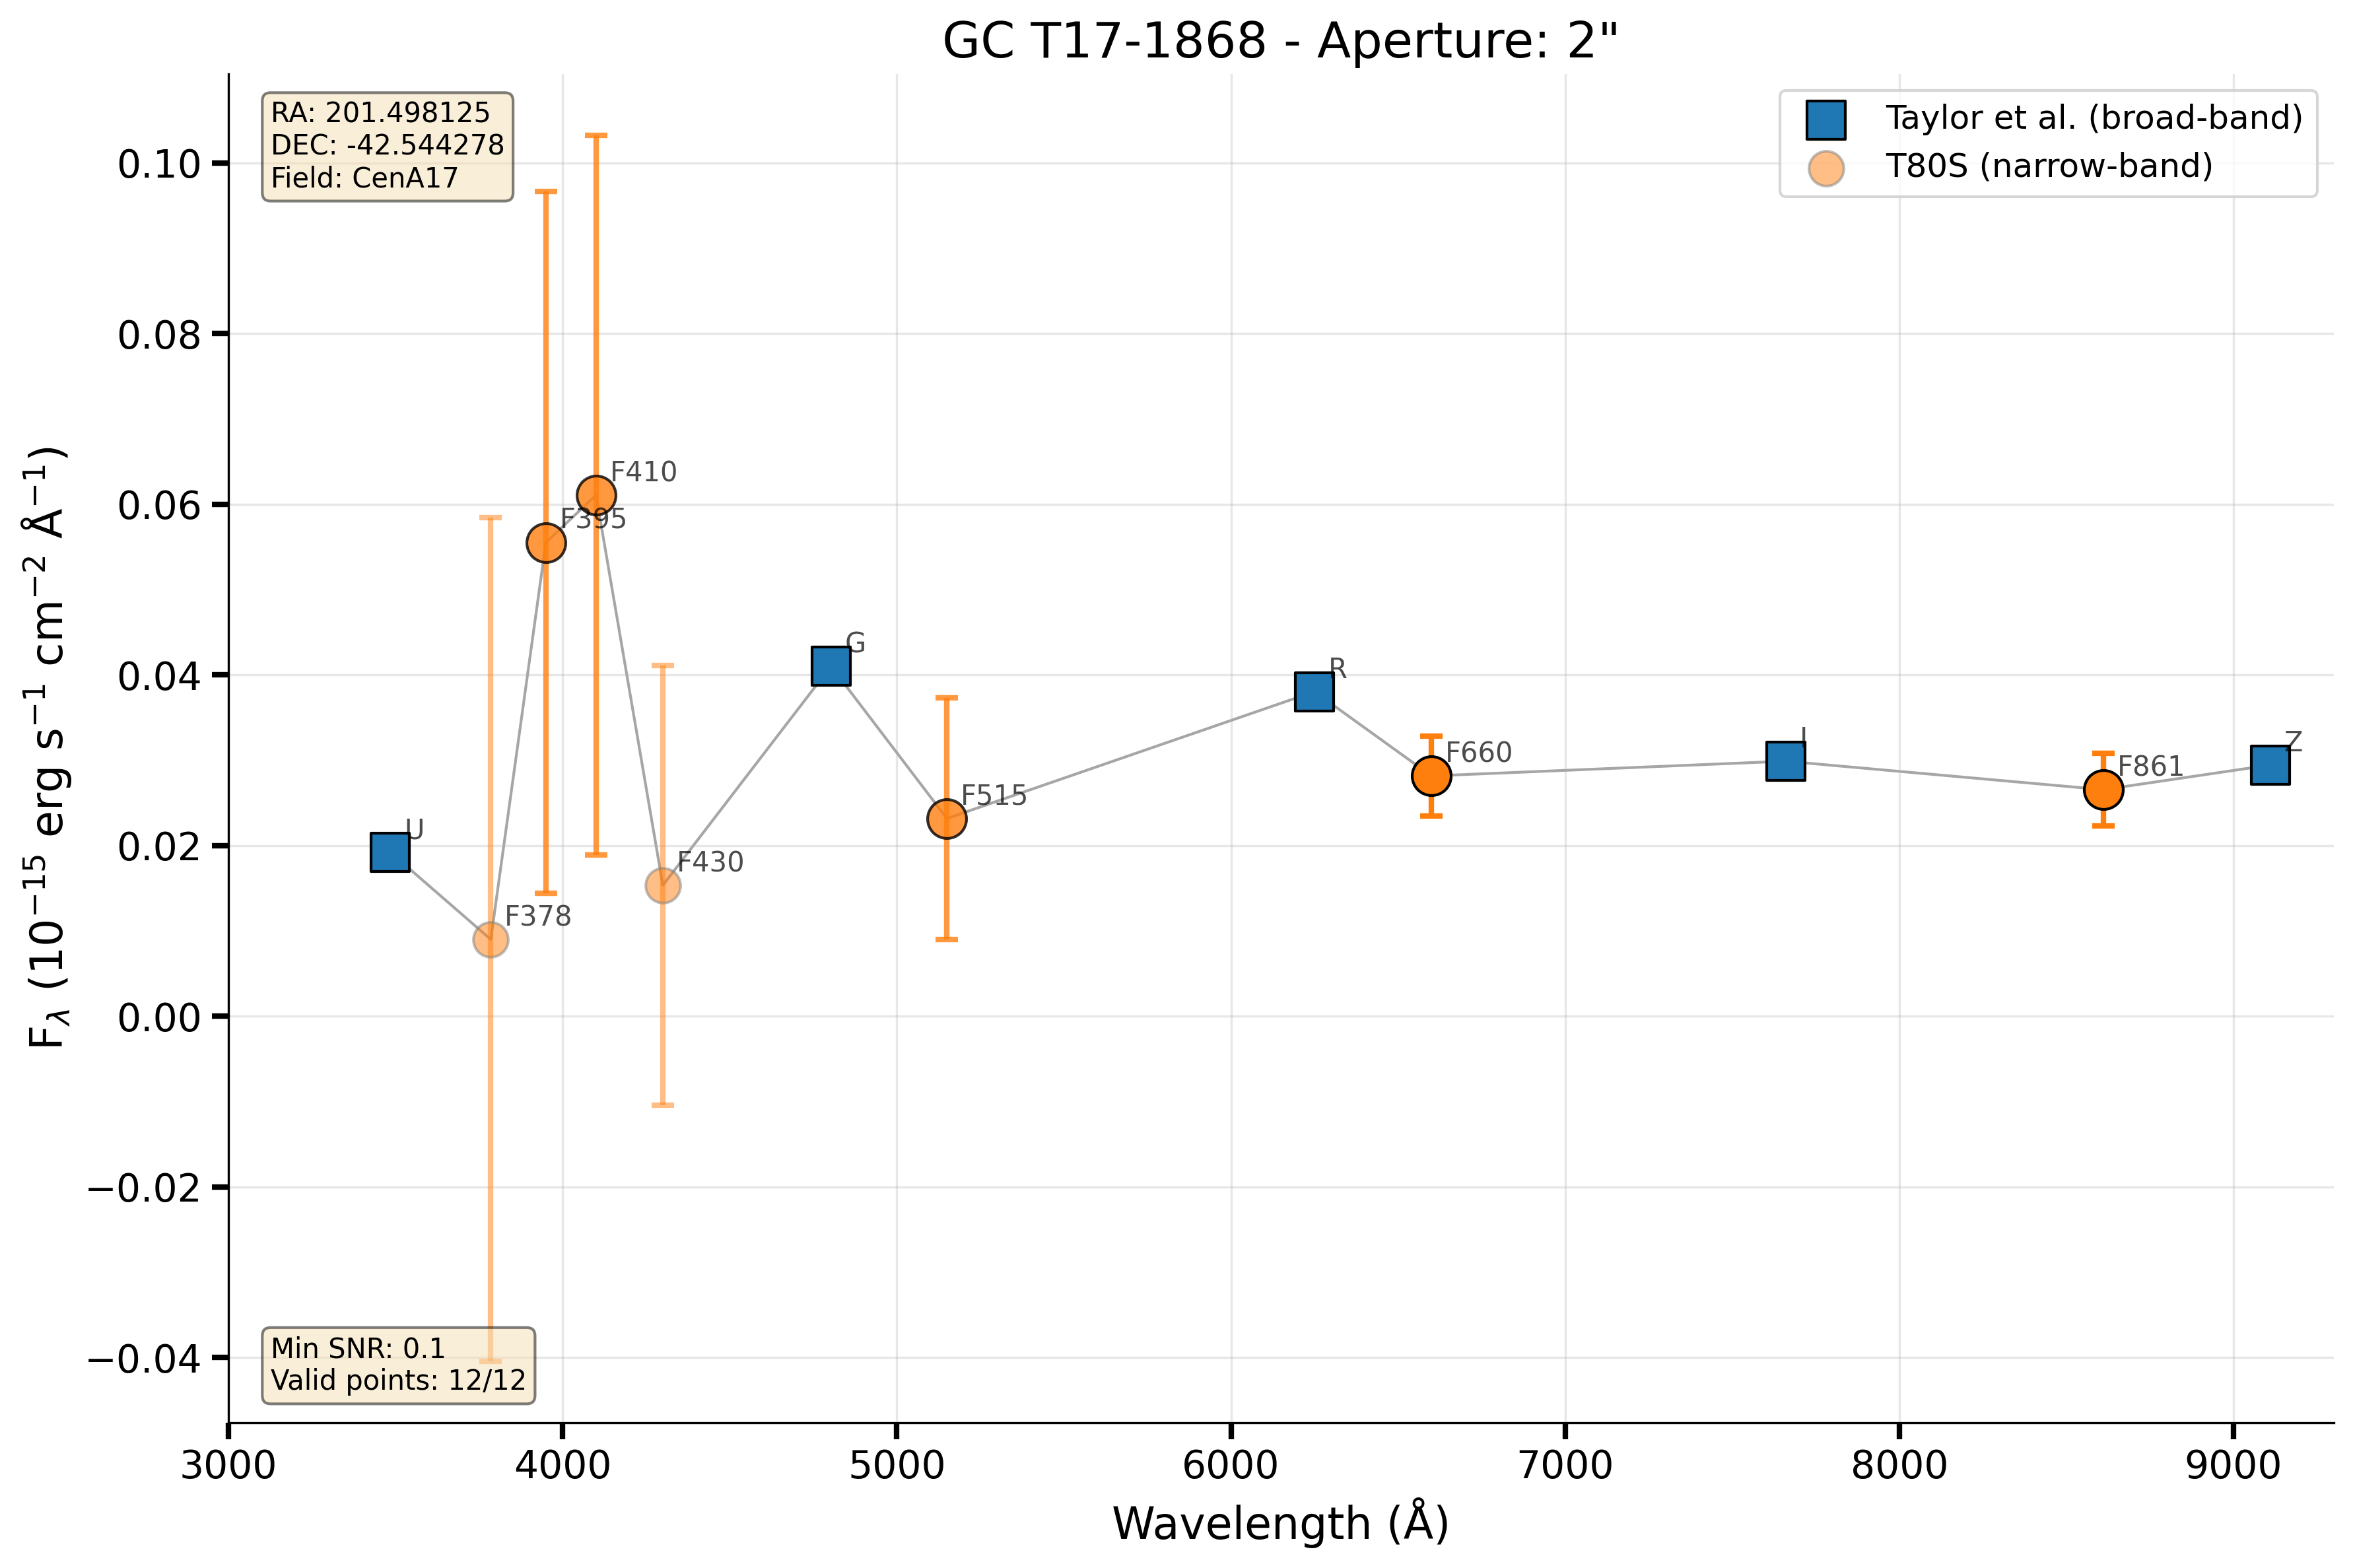 GC T17-1868 - Aperture: 2"
RA: 201.498125
DEC: -42.544278
Field: CenA17
Taylor et al. (broad-band)
T80S (narrow-band)
0.10
0.08
0.06
0.04
0.02
0.00
−0.02
−0.04
F_λ (10⁻¹⁵ erg s⁻¹ cm⁻² Å⁻¹)
U
F378
F395
F410
F430
G
F515
R
F660
I
F861
Z
Min SNR: 0.1
Valid points: 12/12
3000 4000 5000 6000 7000 8000 9000
Wavelength (Å)